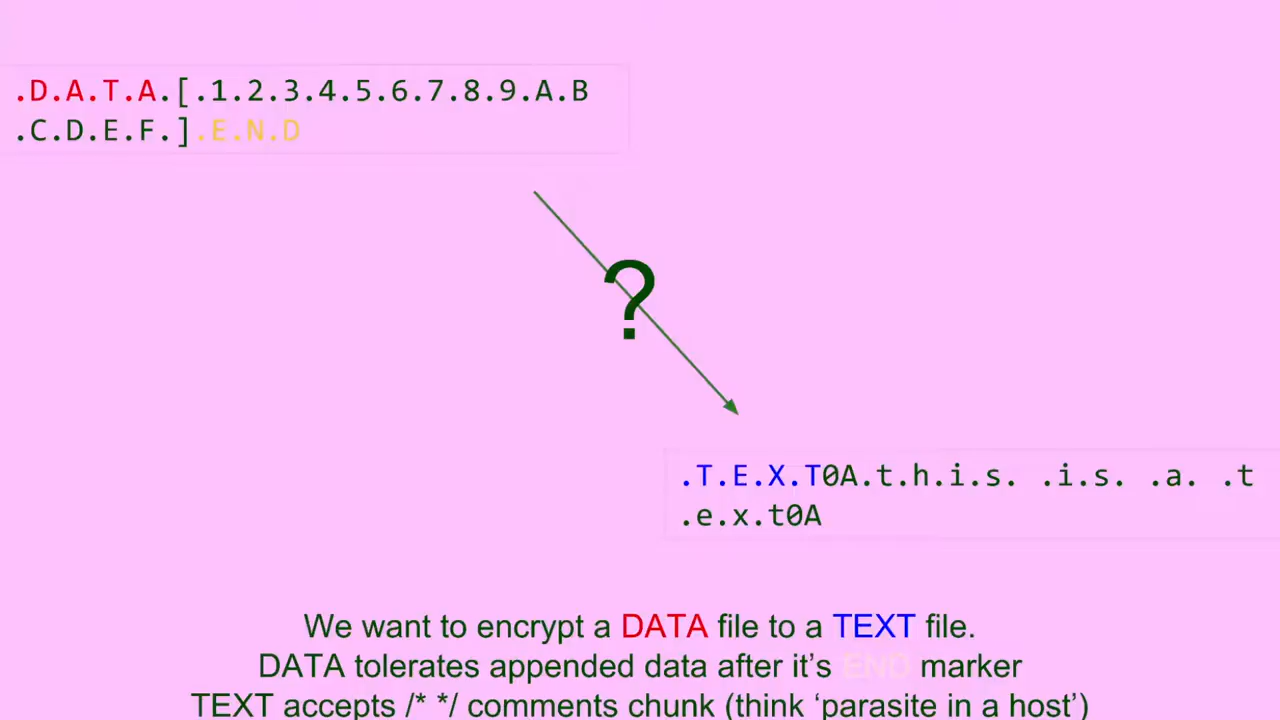 .D.A.T.A.[.1.2.3.4.5.6.7.8.9.A.B
.C.D.E.F.].E.N.D
?
.T.E.X.T0A.t.h.i.s. .i.s. .a. .t
.e.x.t0A
We want to encrypt a DATA file to a TEXT file.
DATA tolerates appended data after it’s END marker
TEXT accepts /* */ comments chunk (think ‘parasite in a host’)